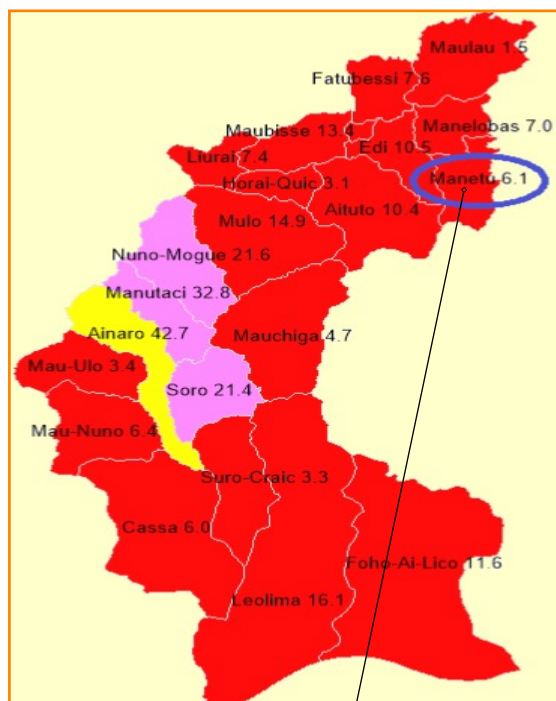 Maulau 1.5
Fatubessi 7.6
Manelobas 7.0
Maubisse 13.4
Edi 10.5
Liurai 7.4
Manetú 6.1
Horai-Quic 3.1
Aituto 10.4
Mulo 14.9
Nuno-Mogue 21.6
Manutaci 32.8
Ainaro 42.7
Mauchiga 4.7
Mau-Ulo 3.4
Soro 21.4
Mau-Nuno 6.4
Suro-Craic 3.3
Cassa 6.0
Foho-Ai-Lico 11.6
Leolima 16.1